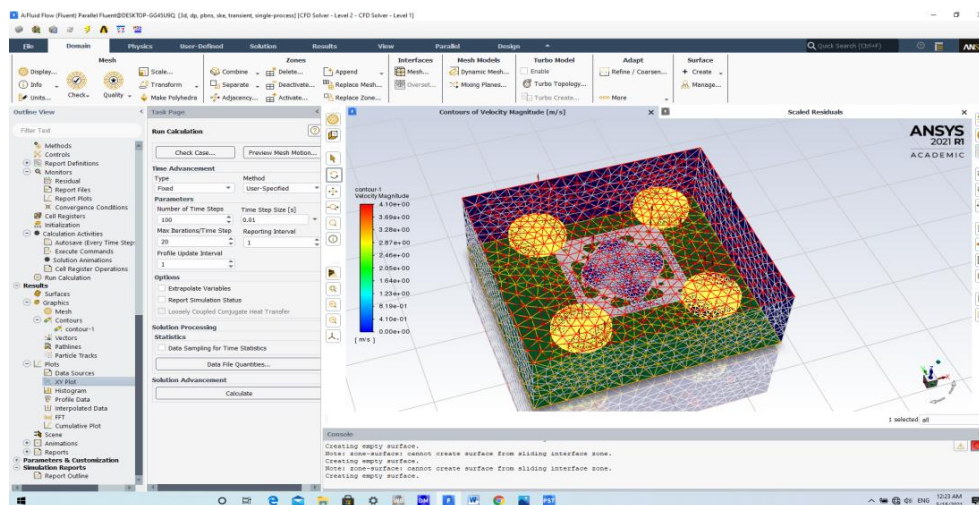 A:Fluid Flow (Fluent) Parallel Fluent@DESKTOP-GG45U9Q [3d, dp, pbns, ske, transient, single-process] [CFD Solver - Level 2 - CFD Solver - Level 1]
File Domain Physics User-Defined Solution Results View Parallel Design Quick Search (Ctrl+F) ANS
Mesh Zones Interfaces Mesh Models Turbo Model Adapt Surface
Display... Scale... Combine Delete... Append Mesh... Dynamic Mesh... Enable Refine / Coarsen... + Create
Info Transform Separate Deactivate... Replace Mesh... Overset... Mixing Planes... Turbo Topology... Manage...
Units... Check Quality Make Polyhedra Adjacency... Activate... Replace Zone... Turbo Create... More
Outline View
Filter Text
Methods
Controls
Report Definitions
Monitors
Residual
Report Files
Report Plots
Convergence Conditions
Cell Registers
Initialization
Calculation Activities
Autosave (Every Time Steps
Execute Commands
Solution Animations
Cell Register Operations
Run Calculation
Results
Surfaces
Graphics
Mesh
Contours
contour-1
Vectors
Pathlines
Particle Tracks
Plots
Data Sources
XY Plot
Histogram
Profile Data
Interpolated Data
FFT
Cumulative Plot
Scene
Animations
Reports
Parameters & Customization
Simulation Reports
Report Outline
Task Page
Run Calculation
Check Case... Preview Mesh Motion...
Time Advancement
Type Method
Fixed User-Specified
Parameters
Number of Time Steps Time Step Size [s]
100 0.01
Max Iterations/Time Step Reporting Interval
20 1
Profile Update Interval
1
Options
Extrapolate Variables
Report Simulation Status
Loosely Coupled Conjugate Heat Transfer
Solution Processing
Statistics
Data Sampling for Time Statistics
Data File Quantities...
Solution Advancement
Calculate
Contours of Velocity Magnitude [m/s] Scaled Residuals
ANSYS
2021 R1
ACADEMIC
contour-1
Velocity Magnitude
4.10e+00
3.69e+00
3.28e+00
2.87e+00
2.46e+00
2.05e+00
1.64e+00
1.23e+00
8.19e-01
4.10e-01
0.00e+00
[ m/s ]
1 selected all
Console
Creating empty surface.
Note: zone-surface: cannot create surface from sliding interface zone.
Creating empty surface.
Note: zone-surface: cannot create surface from sliding interface zone.
Creating empty surface.
DM W PST ENG 12:23 AM